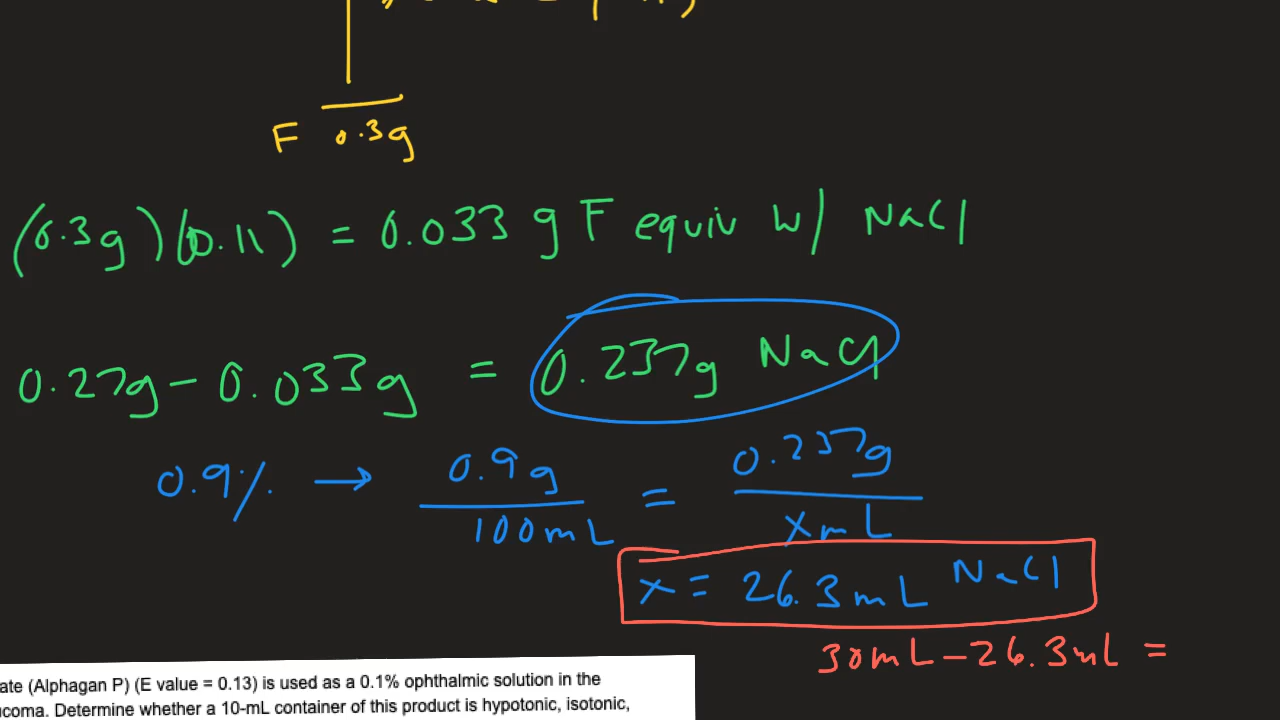 F 0.3g
(0.3g)(0.11) = 0.033 g F equiv w/ NaCl
0.27g - 0.033g = 0.237g NaCl
0.9% → 0.9g/100mL = 0.237g/x mL
x = 26.3mL NaCl
30mL - 26.3mL =
ate (Alphagan P) (E value = 0.13) is used as a 0.1% ophthalmic solution in the
ucoma. Determine whether a 10-mL container of this product is hypotonic, isotonic,